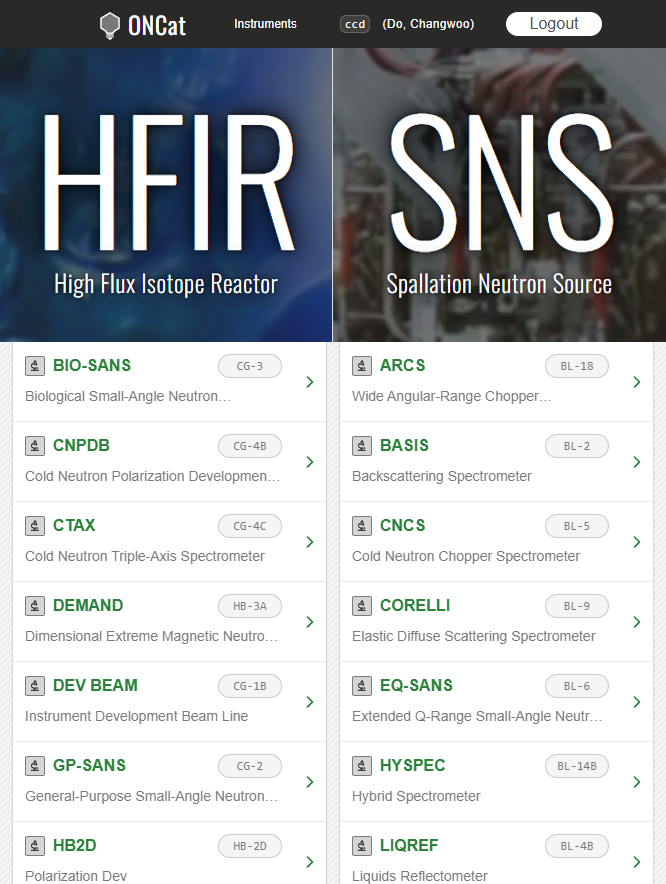 ONCat Instruments ccd (Do, Changwoo) Logout
HFIR
High Flux Isotope Reactor
SNS
Spallation Neutron Source
BIO-SANS CG-3
Biological Small-Angle Neutron…
CNPDB CG-4B
Cold Neutron Polarization Developmen…
CTAX CG-4C
Cold Neutron Triple-Axis Spectrometer
DEMAND HB-3A
Dimensional Extreme Magnetic Neutro…
DEV BEAM CG-1B
Instrument Development Beam Line
GP-SANS CG-2
General-Purpose Small-Angle Neutron…
HB2D HB-2D
Polarization Dev
ARCS BL-18
Wide Angular-Range Chopper…
BASIS BL-2
Backscattering Spectrometer
CNCS BL-5
Cold Neutron Chopper Spectrometer
CORELLI BL-9
Elastic Diffuse Scattering Spectrometer
EQ-SANS BL-6
Extended Q-Range Small-Angle Neutr…
HYSPEC BL-14B
Hybrid Spectrometer
LIQREF BL-4B
Liquids Reflectometer